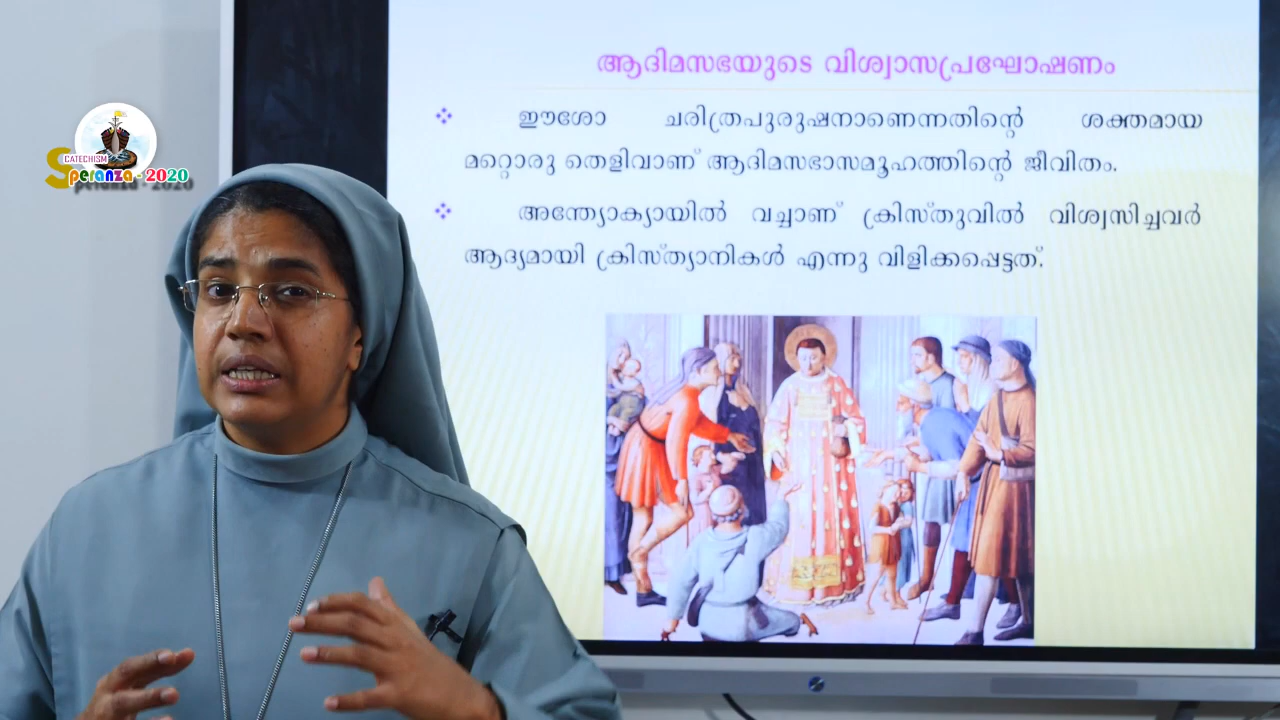 CATECHISM
Speranza - 2020
ആദിമസഭയുടെ വിശ്വാസപ്രഘോഷണം
ഈശോ ചരിത്രപുരുഷനാണെന്നതിന്റെ ശക്തമായ
മറ്റൊരു തെളിവാണ് ആദിമസഭാസമൂഹത്തിന്റെ ജീവിതം.
അന്ത്യോക്യായിൽ വച്ചാണ് ക്രിസ്തുവിൽ വിശ്വസിച്ചവർ
ആദ്യമായി ക്രിസ്ത്യാനികൾ എന്നു വിളിക്കപ്പെട്ടത്.